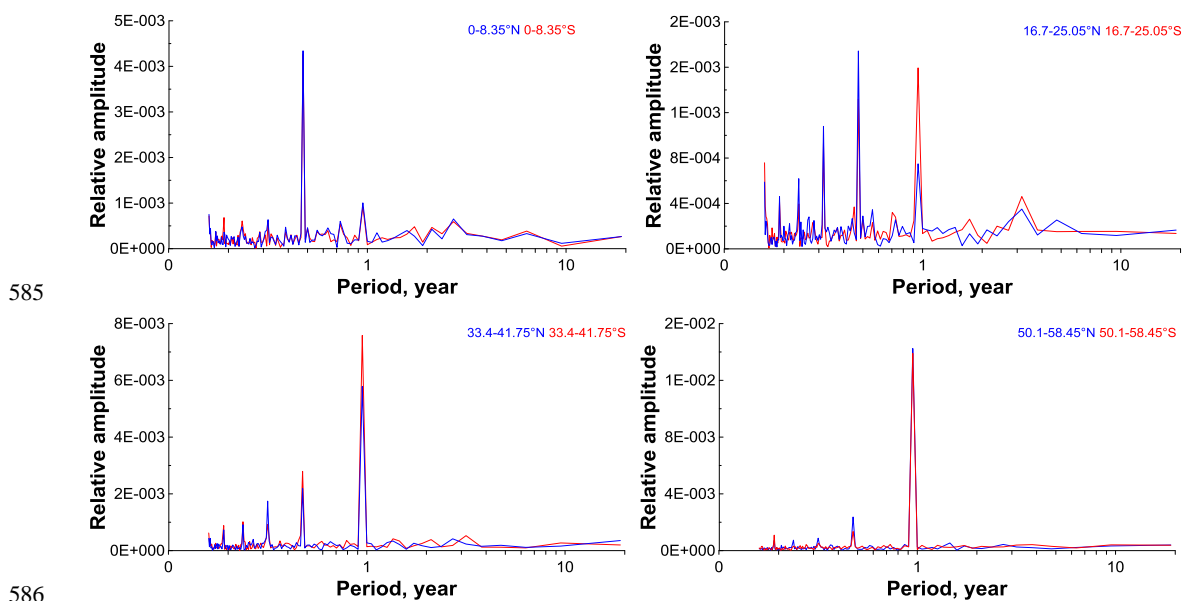 5E-003
4E-003
3E-003
2E-003
1E-003
0E+000
0
1
10
Relative amplitude
Period, year
0-8.35°N 0-8.35°S
2E-003
2E-003
1E-003
8E-004
4E-004
0E+000
0
1
10
Relative amplitude
Period, year
16.7-25.05°N 16.7-25.05°S
585
8E-003
6E-003
4E-003
2E-003
0E+000
0
1
10
Relative amplitude
Period, year
33.4-41.75°N 33.4-41.75°S
2E-002
1E-002
8E-003
4E-003
0E+000
0
1
10
Relative amplitude
Period, year
50.1-58.45°N 50.1-58.45°S
586